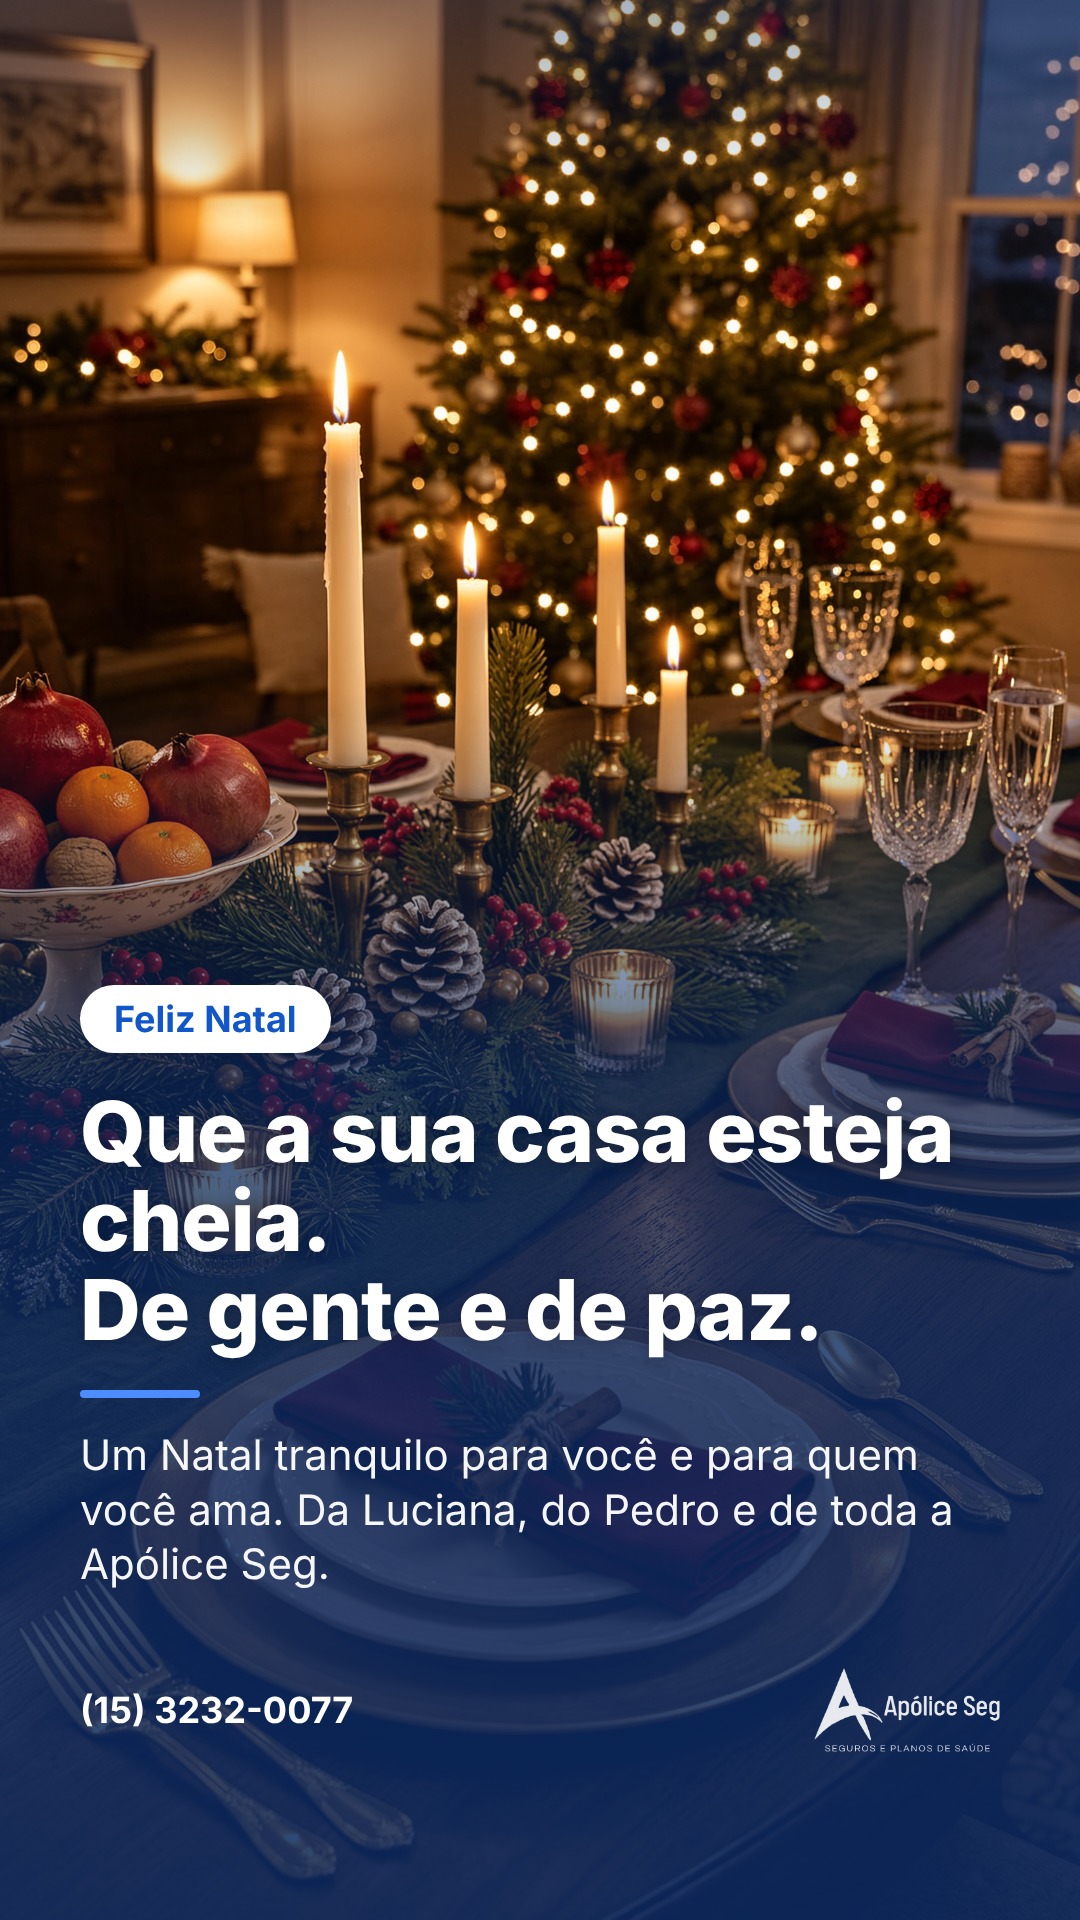 Feliz Natal
Que a sua casa esteja
cheia.
De gente e de paz.
Um Natal tranquilo para você e para quem
você ama. Da Luciana, do Pedro e de toda a
Apólice Seg.
(15) 3232-0077
Apólice Seg
SEGUROS E PLANOS DE SAÚDE